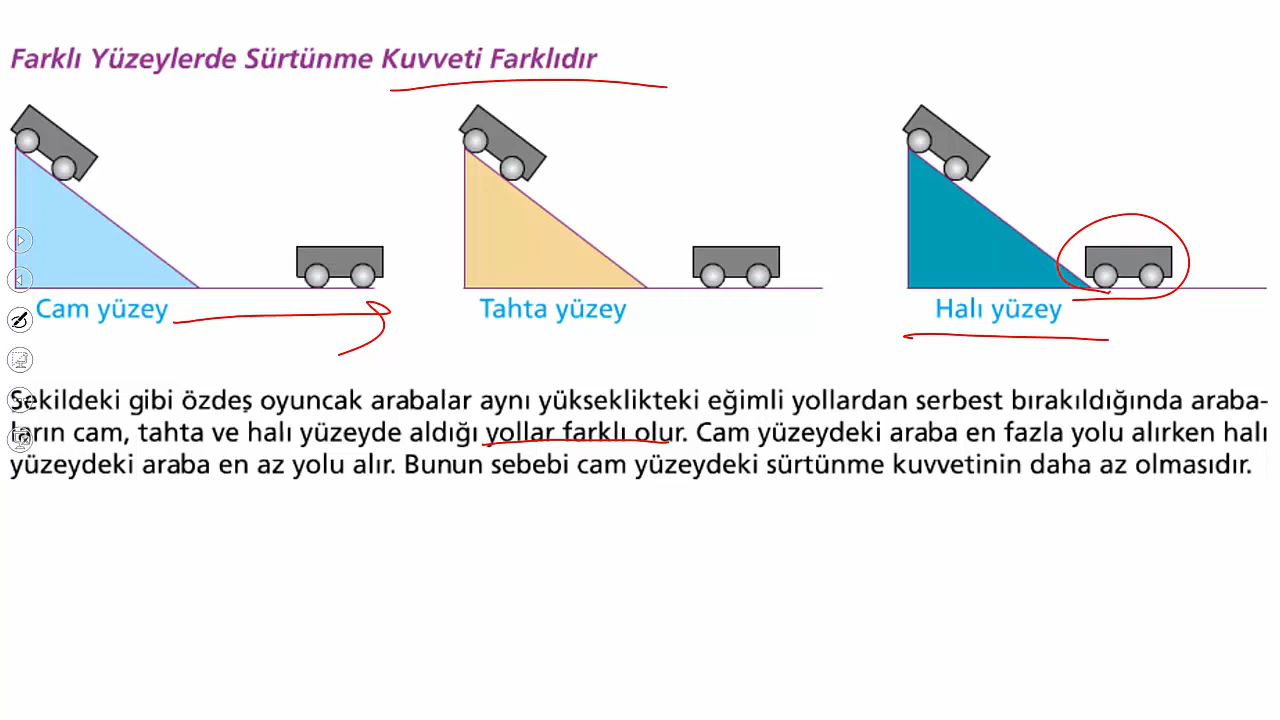 Farklı Yüzeylerde Sürtünme Kuvveti Farklıdır
Cam yüzey
Tahta yüzey
Halı yüzey
Şekildeki gibi özdeş oyuncak arabalar aynı yükseklikteki eğimli yollardan serbest bırakıldığında araba-
ların cam, tahta ve halı yüzeyde aldığı yollar farklı olur. Cam yüzeydeki araba en fazla yolu alırken halı
yüzeydeki araba en az yolu alır. Bunun sebebi cam yüzeydeki sürtünme kuvvetinin daha az olmasıdır.